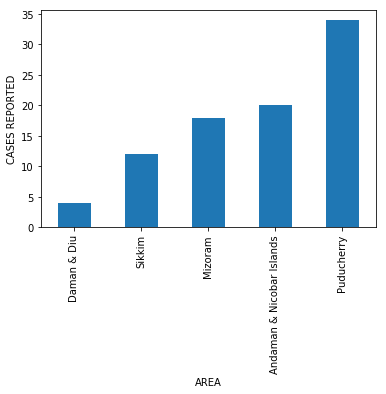 35
30
25
20
15
10
5
0
CASES REPORTED
Daman & Diu
Sikkim
Mizoram
Andaman & Nicobar Islands
Puducherry
AREA